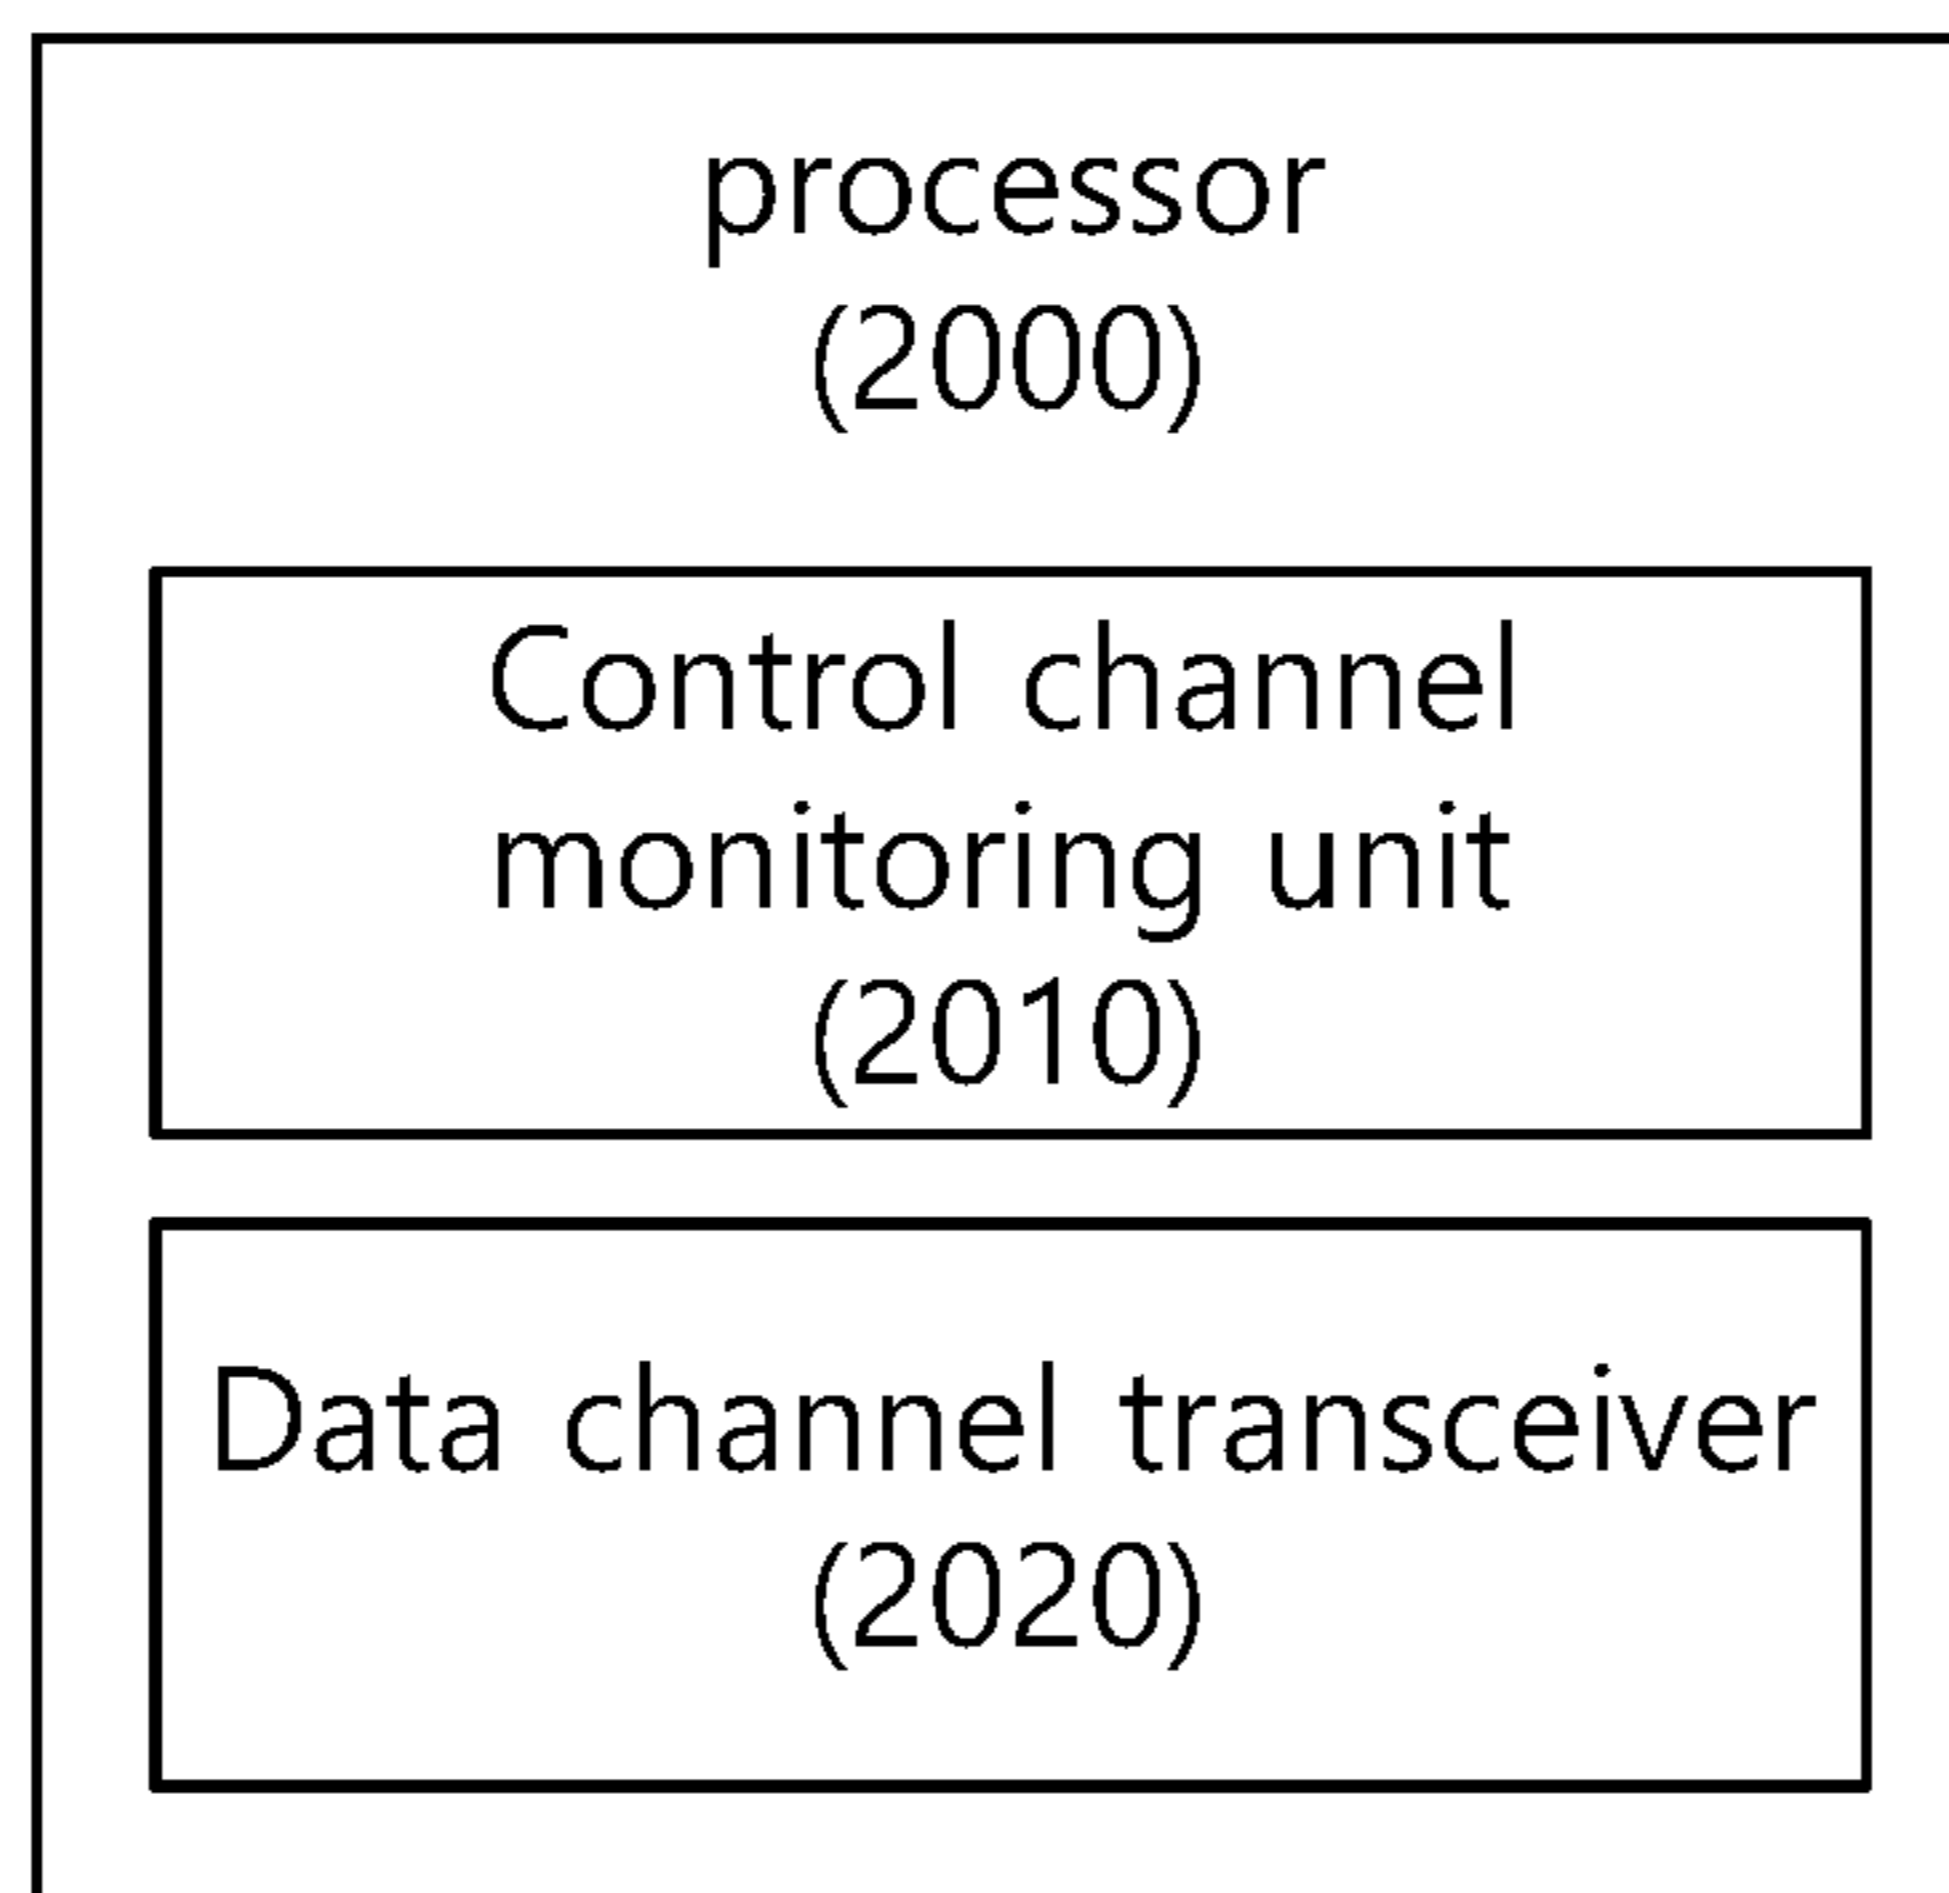 processor
(2000)
Control channel
monitoring unit
(2010)
Data channel transceiver
(2020)